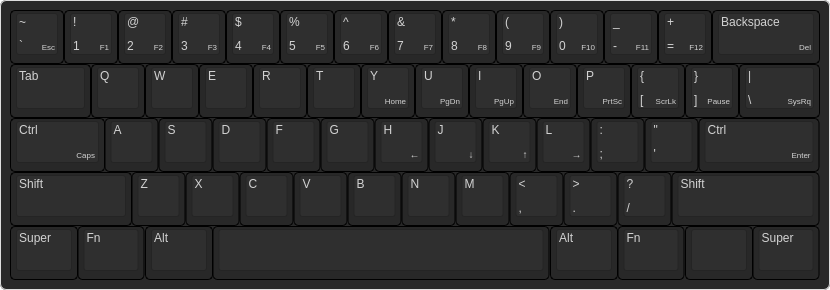 ~ ! @ # $ % ^ & * ( ) _ + Backspace
` Esc 1 F1 2 F2 3 F3 4 F4 5 F5 6 F6 7 F7 8 F8 9 F9 0 F10 - F11 = F12 Del
Tab Q W E R T Y U I O P { } |
Home PgDn PgUp End PrtSc [ ScrLk ] Pause \ SysRq
Ctrl A S D F G H J K L : " Ctrl
Caps ← ↓ ↑ → ; ' Enter
Shift Z X C V B N M < > ? Shift
, . /
Super Fn Alt Alt Fn Super